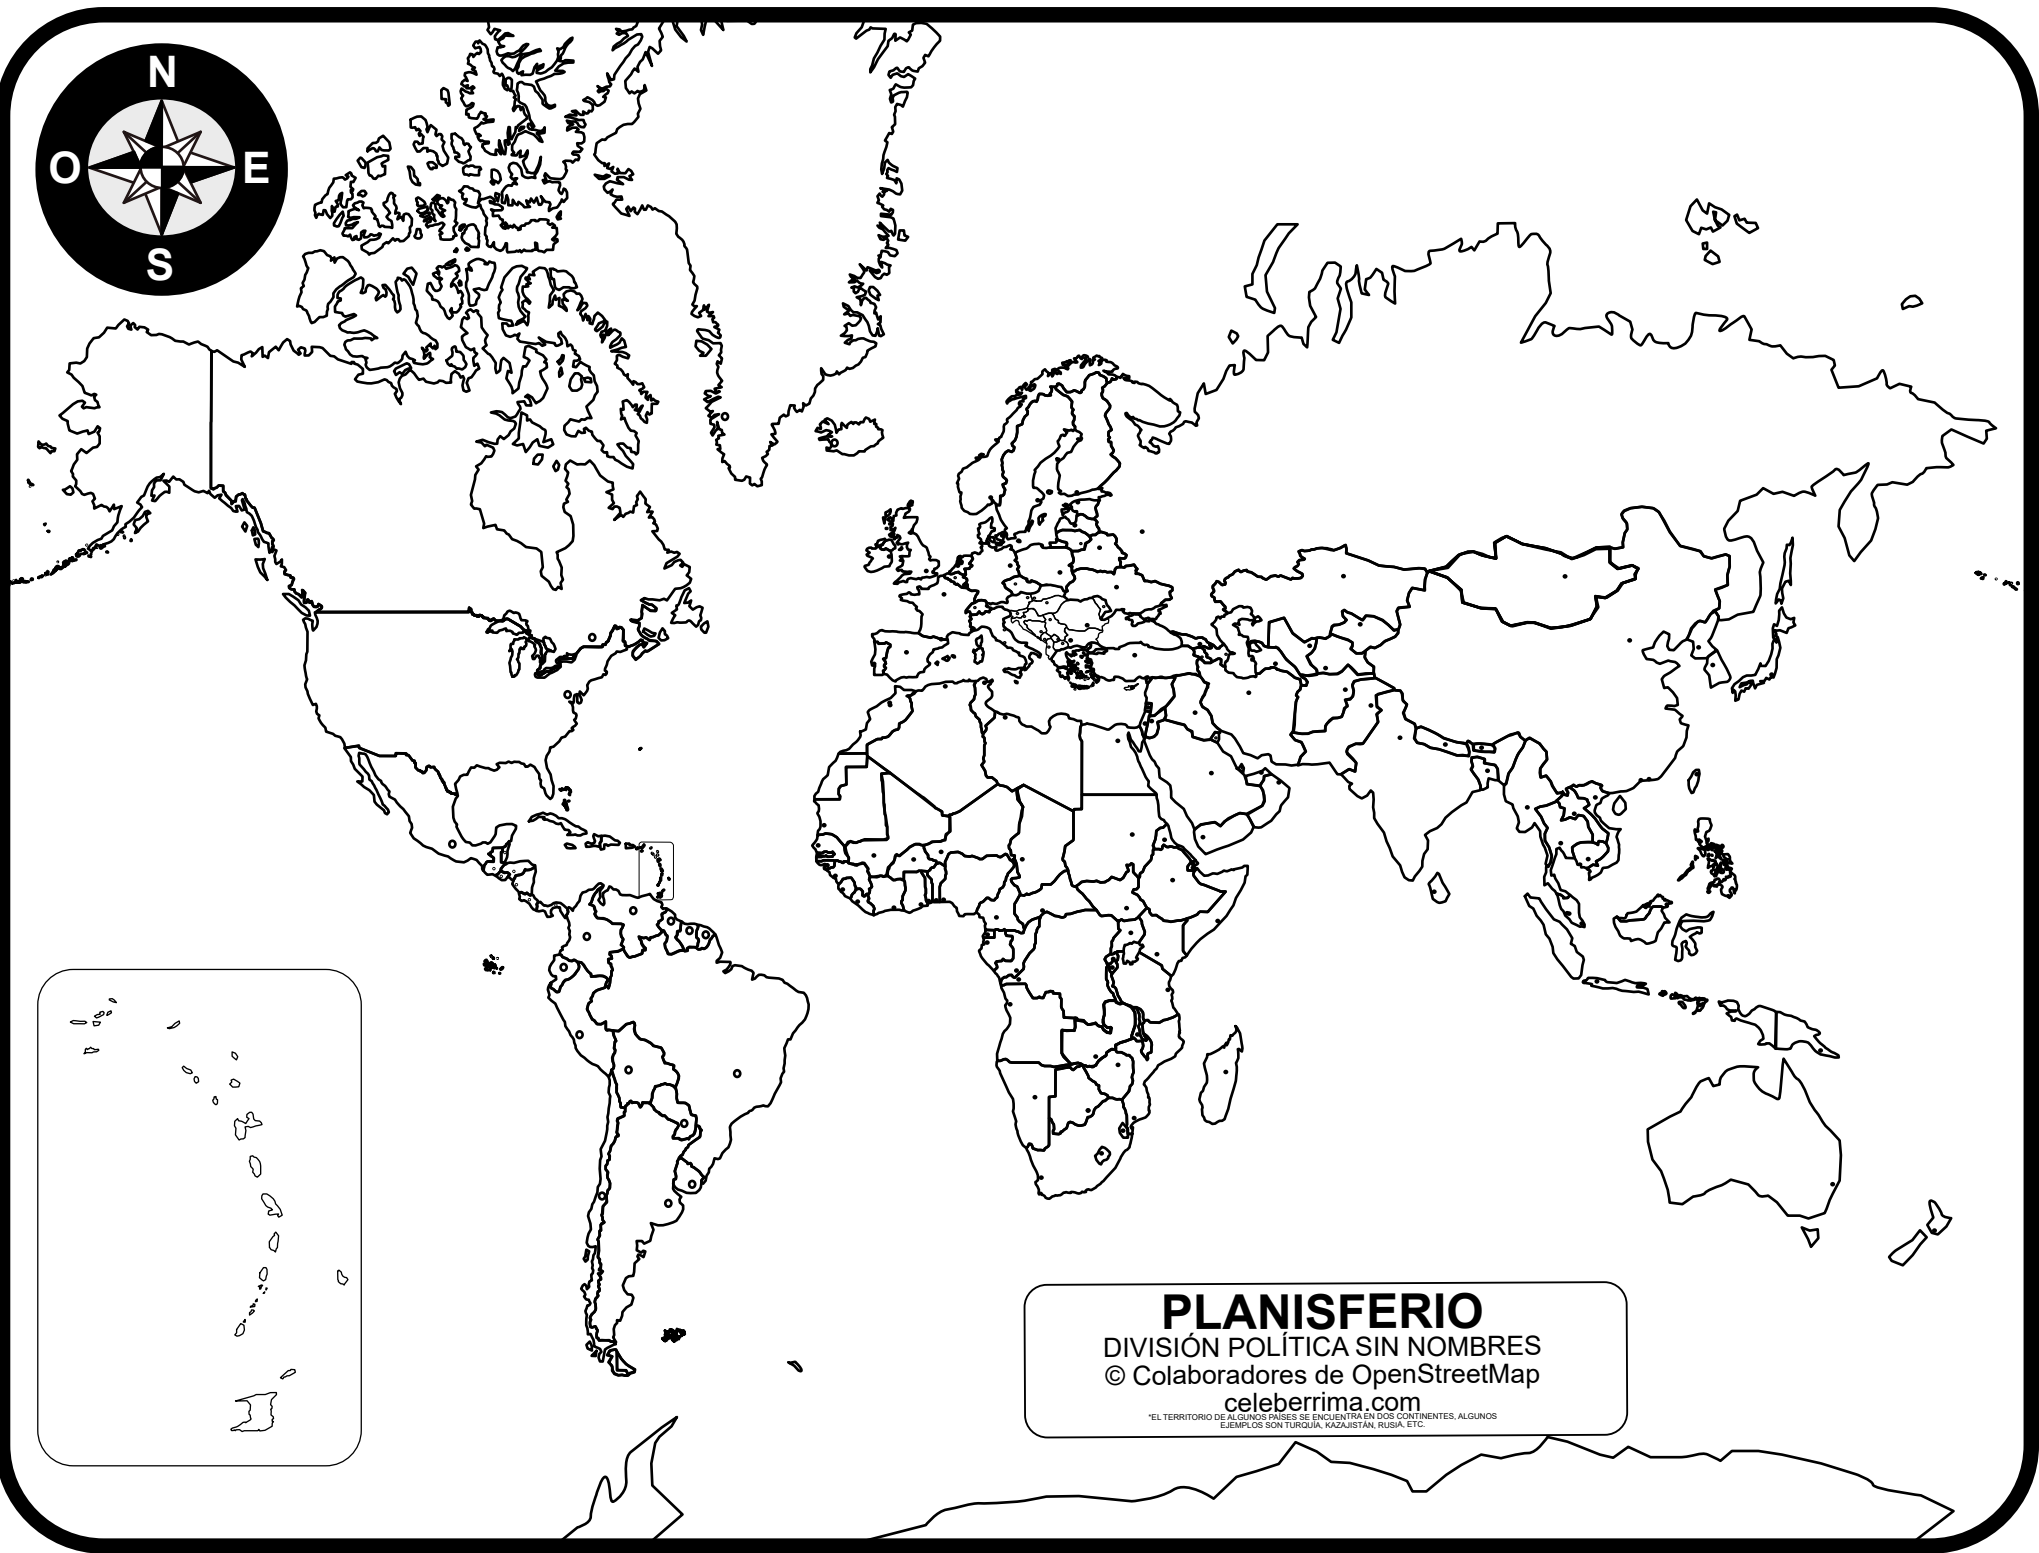 N
O
E
S
PLANISFERIO
DIVISIÓN POLÍTICA SIN NOMBRES
© Colaboradores de OpenStreetMap
celeberrima.com
*EL TERRITORIO DE ALGUNOS PAÍSES SE ENCUENTRA EN DOS CONTINENTES, ALGUNOS
EJEMPLOS SON TURQUÍA, KAZAJISTÁN, RUSIA, ETC.